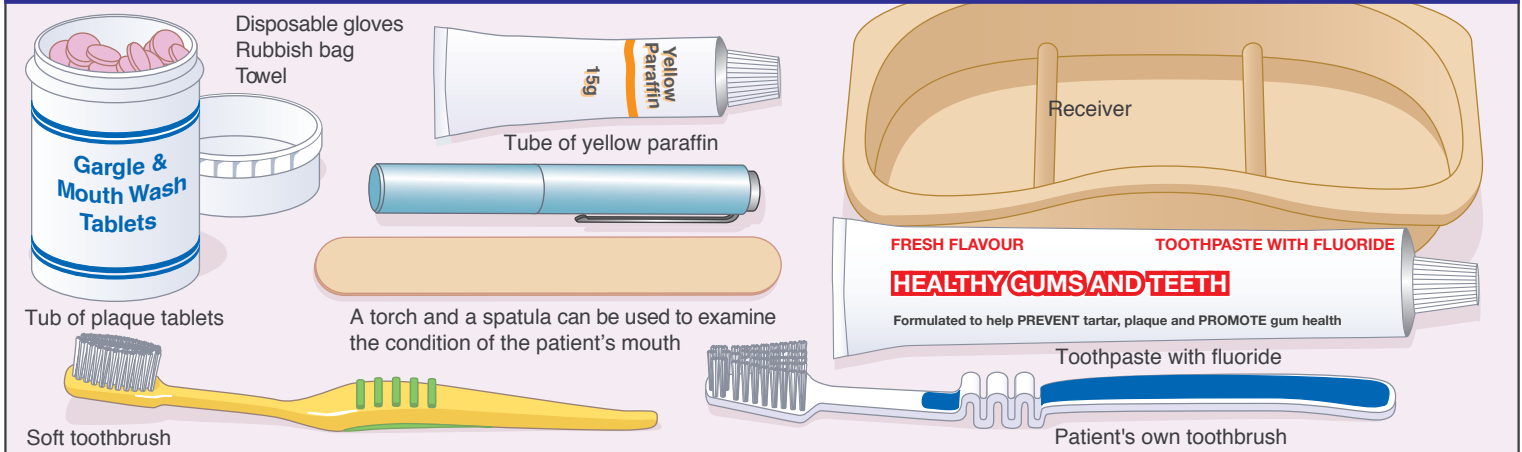 Disposable gloves
Rubbish bag
Towel
Gargle &
Mouth Wash
Tablets
Tub of plaque tablets
Yellow
Paraffin
15g
Tube of yellow paraffin
A torch and a spatula can be used to examine
the condition of the patient's mouth
Receiver
FRESH FLAVOUR
TOOTHPASTE WITH FLUORIDE
HEALTHY GUMS AND TEETH
Formulated to help PREVENT tartar, plaque and PROMOTE gum health
Toothpaste with fluoride
Soft toothbrush
Patient's own toothbrush